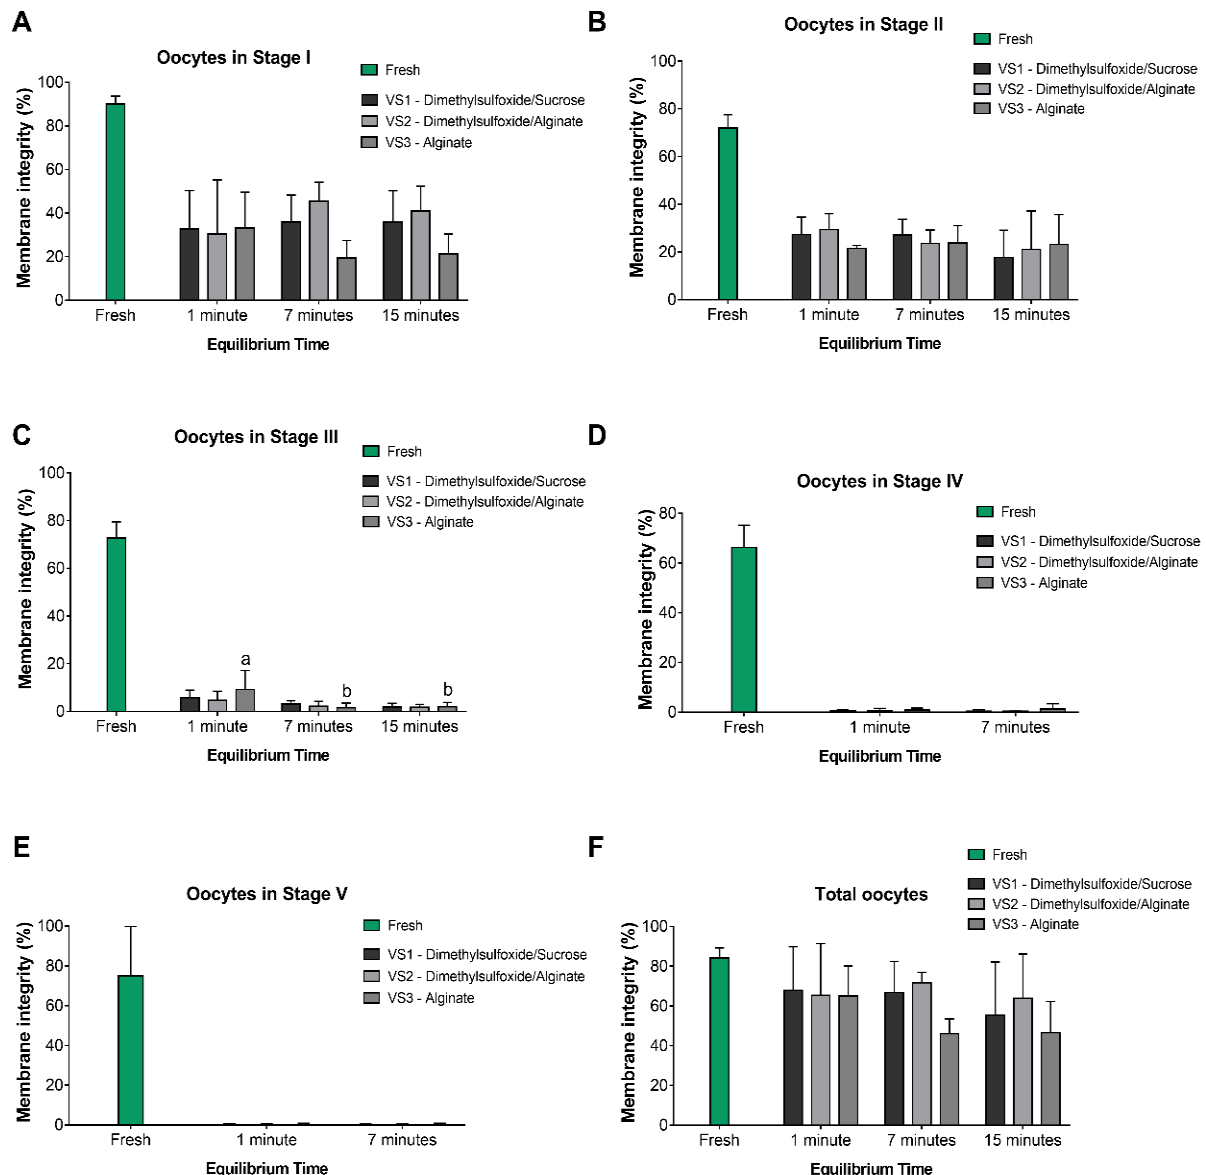 A
Oocytes in Stage I
Fresh
VS1 - Dimethylsulfoxide/Sucrose
VS2 - Dimethylsulfoxide/Alginate
VS3 - Alginate
Membrane integrity (%)
100
80
60
40
20
0
Fresh 1 minute 7 minutes 15 minutes
Equilibrium Time
B
Oocytes in Stage II
Fresh
VS1 - Dimethylsulfoxide/Sucrose
VS2 - Dimethylsulfoxide/Alginate
VS3 - Alginate
Membrane integrity (%)
100
80
60
40
20
0
Fresh 1 minute 7 minutes 15 minutes
Equilibrium Time
C
Oocytes in Stage III
Fresh
VS1 - Dimethylsulfoxide/Sucrose
VS2 - Dimethylsulfoxide/Alginate
VS3 - Alginate
Membrane integrity (%)
100
80
60
40
20
0
a
b
b
Fresh 1 minute 7 minutes 15 minutes
Equilibrium Time
D
Oocytes in Stage IV
Fresh
VS1 - Dimethylsulfoxide/Sucrose
VS2 - Dimethylsulfoxide/Alginate
VS3 - Alginate
Membrane integrity (%)
80
60
40
20
0
Fresh 1 minute 7 minutes
Equilibrium Time
E
Oocytes in Stage V
Fresh
VS1 - Dimethylsulfoxide/Sucrose
VS2 - Dimethylsulfoxide/Alginate
VS3 - Alginate
Membrane integrity (%)
100
80
60
40
20
0
Fresh 1 minute 7 minutes
Equilibrium Time
F
Total oocytes
Fresh
VS1 - Dimethylsulfoxide/Sucrose
VS2 - Dimethylsulfoxide/Alginate
VS3 - Alginate
Membrane integrity (%)
100
80
60
40
20
0
Fresh 1 minute 7 minutes 15 minutes
Equilibrium Time